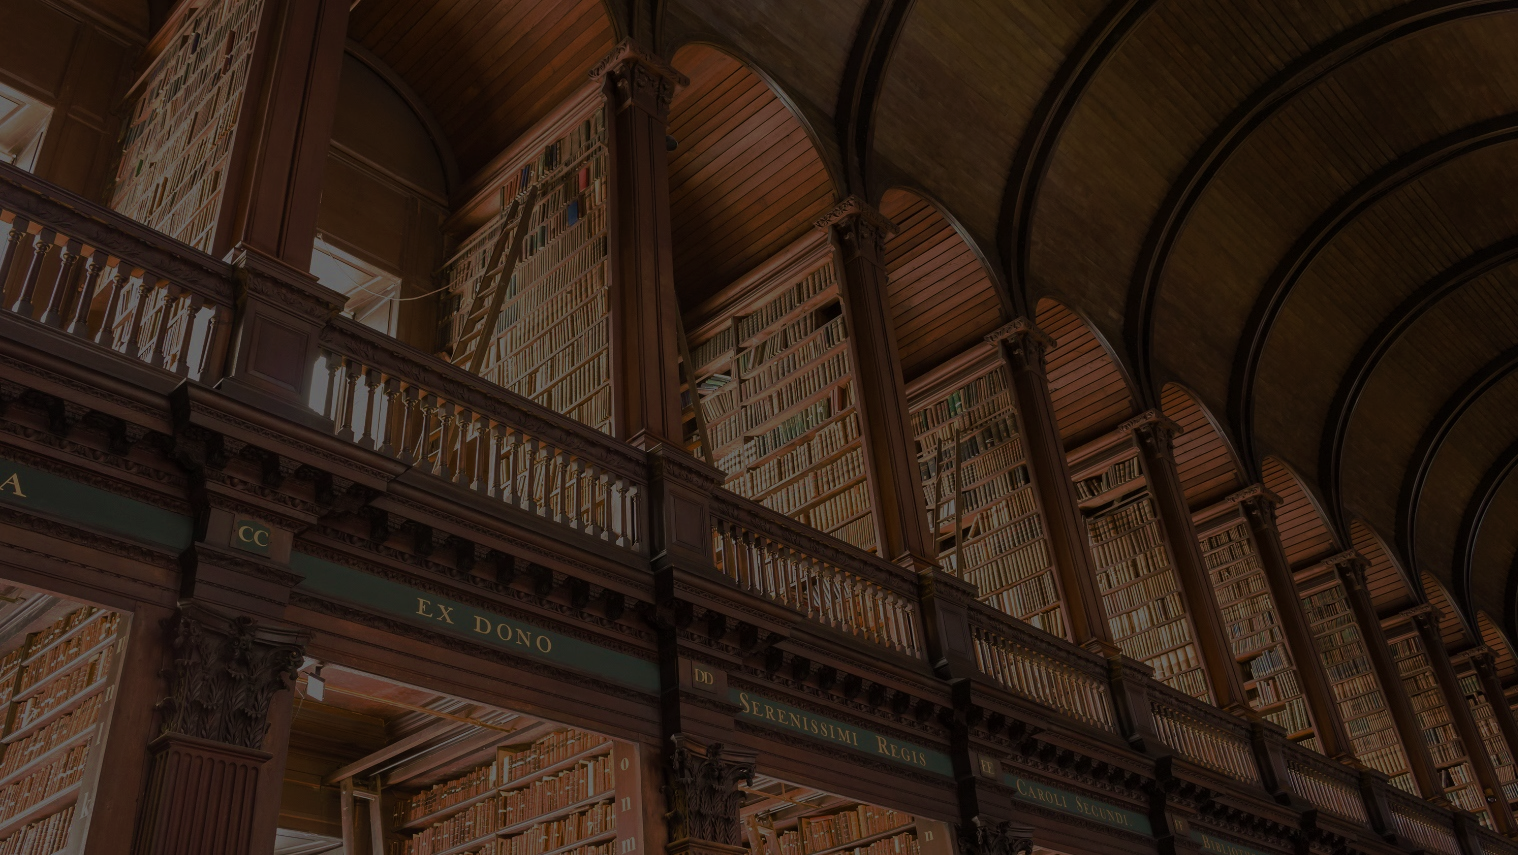 A
CC
EX DONO
DD
SERENISSIMI REGIS
EE
CAROLI SECUNDI
o
n
m
n
k